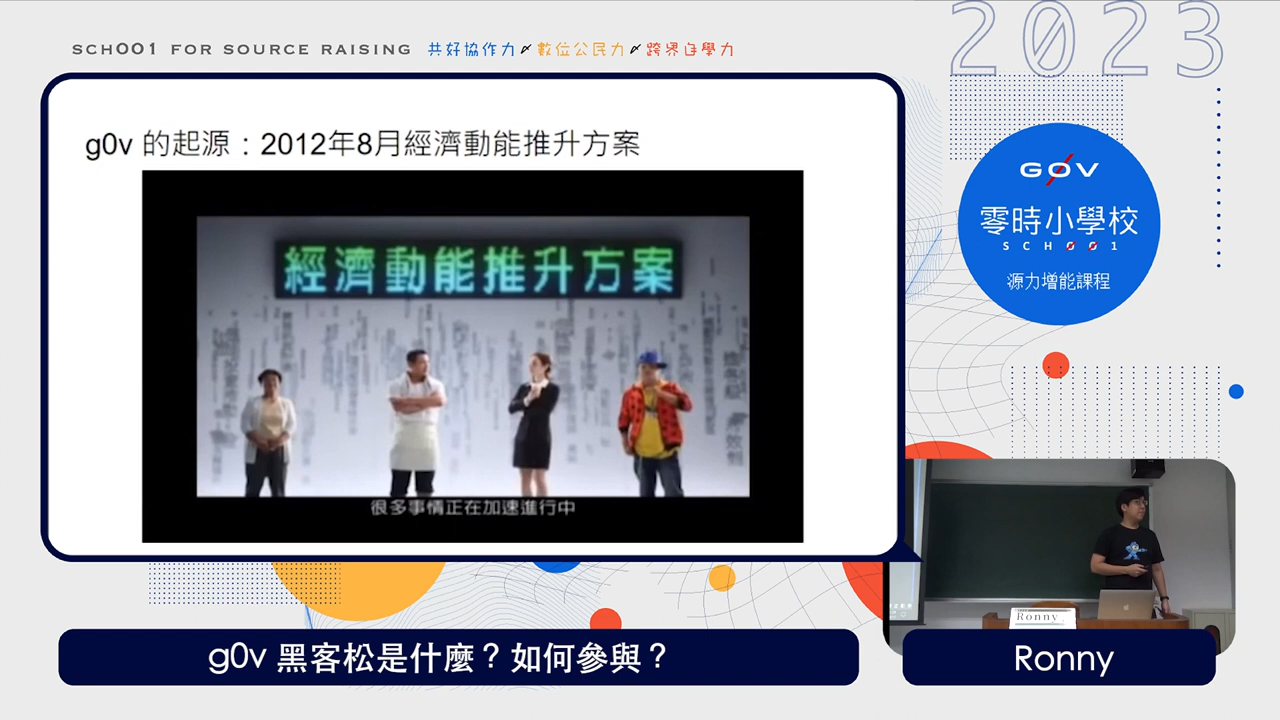 SCHOO1 FOR SOURCE RAISING 共好協作力 數位公民力 跨界自學力
2023
g0v 的起源：2012年8月經濟動能推升方案
經濟動能推升方案
很多事情正在加速進行中
G0V
零時小學校
SCHOO1
源力增能課程
Ronny
g0v 黑客松是什麼？如何參與？
Ronny